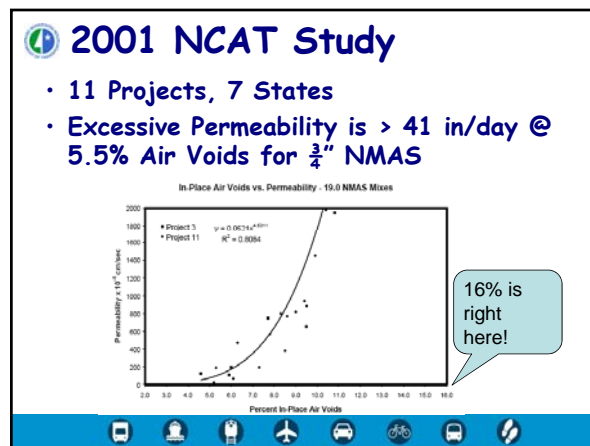 2001 NCAT Study
• 11 Projects, 7 States
• Excessive Permeability is > 41 in/day @
5.5% Air Voids for ¾" NMAS
In-Place Air Voids vs. Permeability - 19.0 NMAS Mixes
Permeability x 10⁻⁵ cm/sec
2000
1800
1600
1400
1200
1000
800
600
400
200
0
Project 3
Project 11
R² = 0.8084
2.0 3.0 4.0 5.0 6.0 7.0 8.0 9.0 10.0 11.0 12.0 13.0 14.0 15.0 16.0
Percent In-Place Air Voids
16% is
right
here!